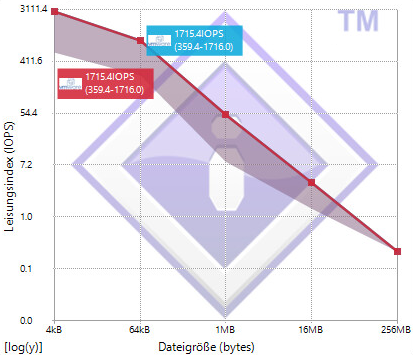 3111.4
TM
1715.4IOPS
(359.4-1716.0)
411.6
1715.4IOPS
(359.4-1716.0)
54.4
Leisungsindex (IOPS)
7.2
1.0
0.1
0.0
4kB
64kB
1MB
16MB
256MB
[log(y)]
Dateigröße (bytes)